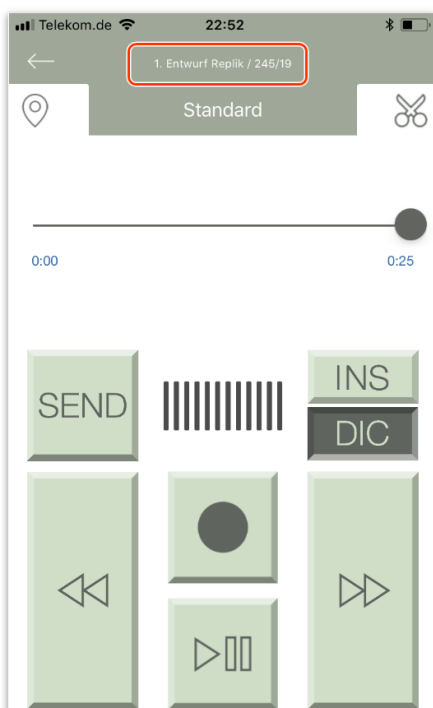 Telekom.de 22:52
1. Entwurf Replik / 245/19
Standard
0:00 0:25
SEND
INS
DIC